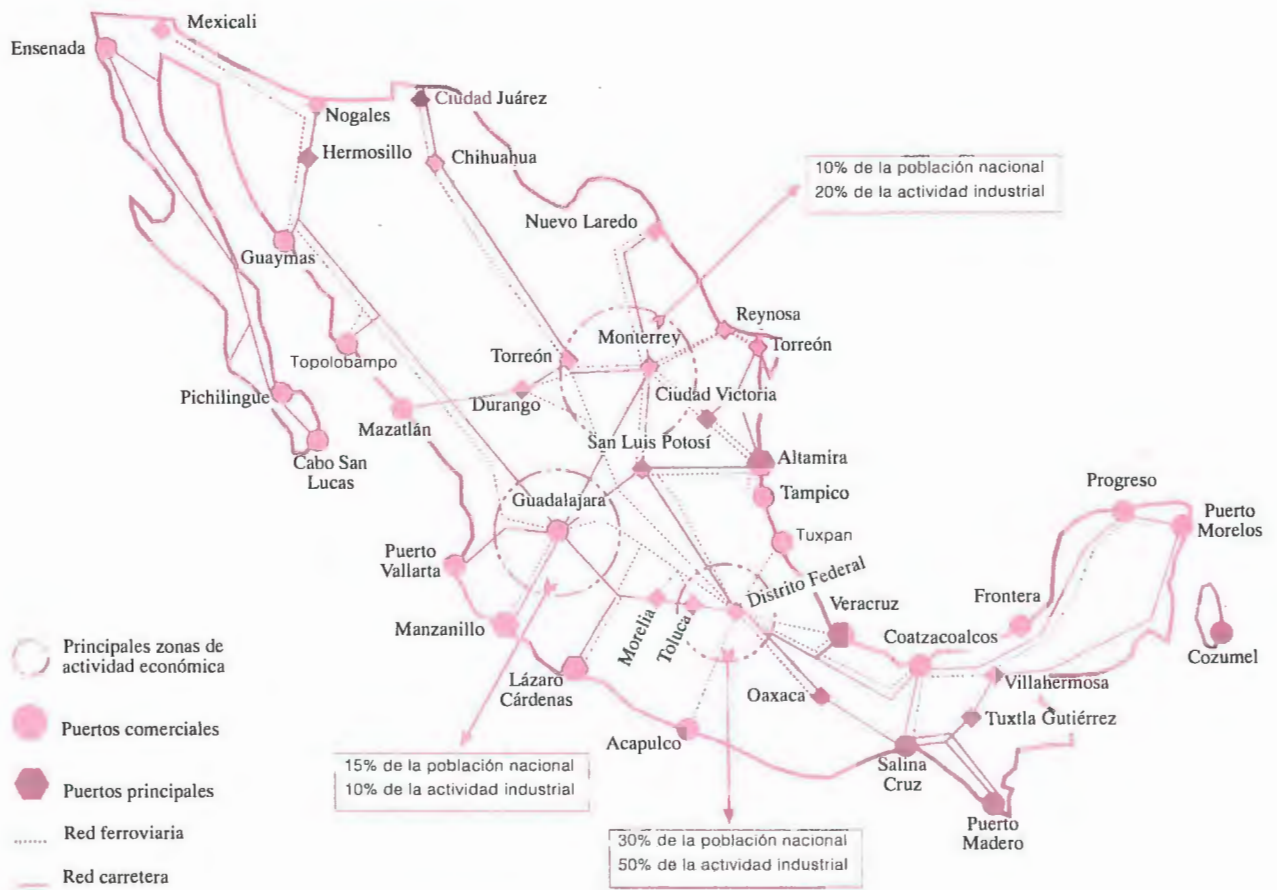 Mexicali
Ensenada
Nogales
Ciudad Juárez
Hermosillo
Chihuahua
10% de la población nacional
20% de la actividad industrial
Nuevo Laredo
Guaymas
Reynosa
Monterrey
Torreón
Topolobampo
Torreón
Ciudad Victoria
Pichilingue
Durango
Mazatlán
San Luis Potosí
Cabo San
Lucas
Altamira
Tampico
Progreso
Guadalajara
Puerto
Morelos
Tuxpan
Puerto
Vallarta
Distrito Federal
Frontera
Veracruz
Manzanillo
Morelia
Toluca
Coatzacoalcos
Cozumel
Principales zonas de
actividad económica
Lázaro
Cárdenas
Oaxaca
Villahermosa
Puertos comerciales
Tuxtla Gutiérrez
Acapulco
Salina
Cruz
15% de la población nacional
10% de la actividad industrial
Puertos principales
Puerto
Madero
Red ferroviaria
30% de la población nacional
50% de la actividad industrial
Red carretera